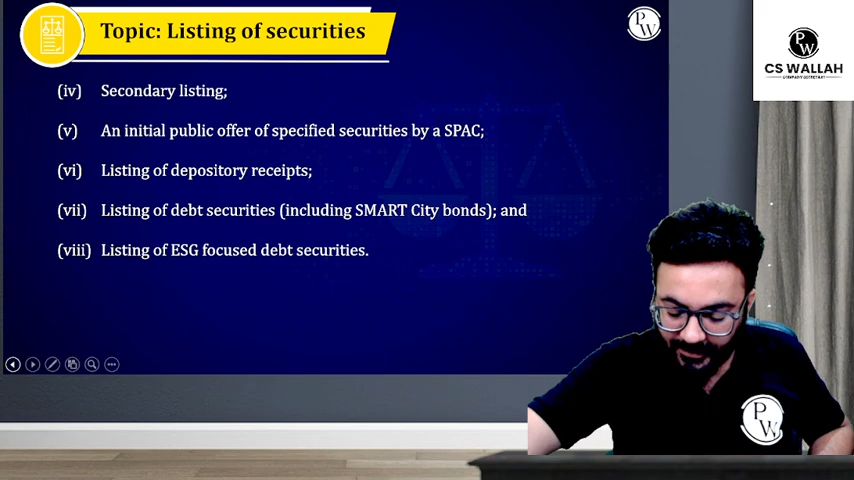 Topic: Listing of securities
PW
CS WALLAH
COMPANY SECRETARY
(iv) Secondary listing;
(v) An initial public offer of specified securities by a SPAC;
(vi) Listing of depository receipts;
(vii) Listing of debt securities (including SMART City bonds); and
(viii) Listing of ESG focused debt securities.
PW